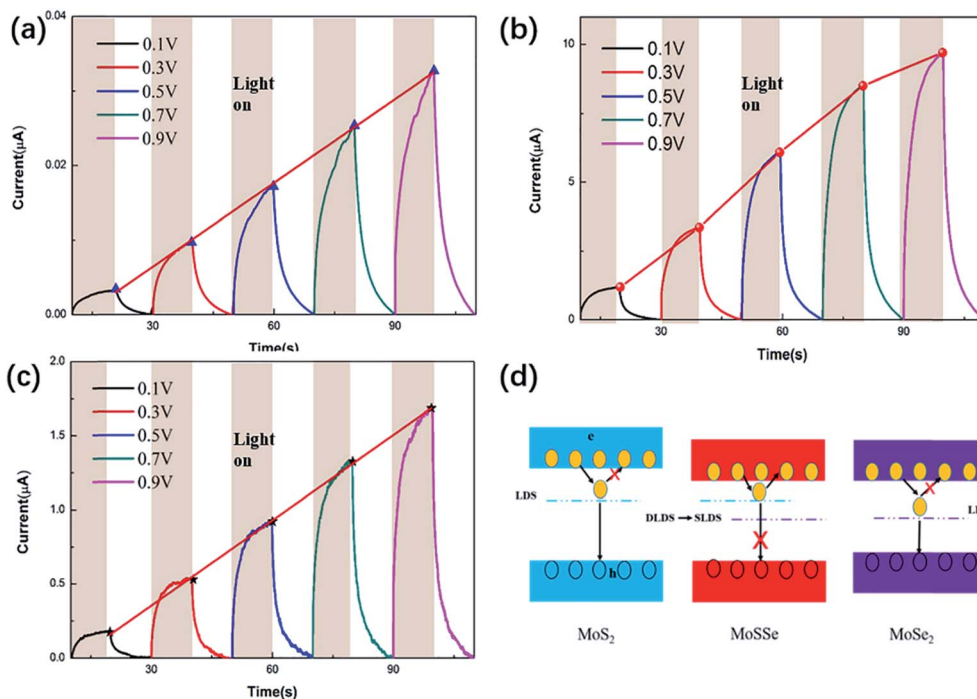 (a)
0.04
0.02
0.00
Current(μA)
0.1V
0.3V
0.5V
0.7V
0.9V
Light
on
30
60
90
Time(s)
(b)
10
5
0
Current(μA)
0.1V
0.3V
0.5V
0.7V
0.9V
Light
on
30
60
90
Time(s)
(c)
2.0
1.5
1.0
0.5
0.0
Current(μA)
0.1V
0.3V
0.5V
0.7V
0.9V
Light
on
30
60
90
Time(s)
(d)
e
LDS
h
MoS₂
DLDS → SLDS
MoSSe
MoSe₂